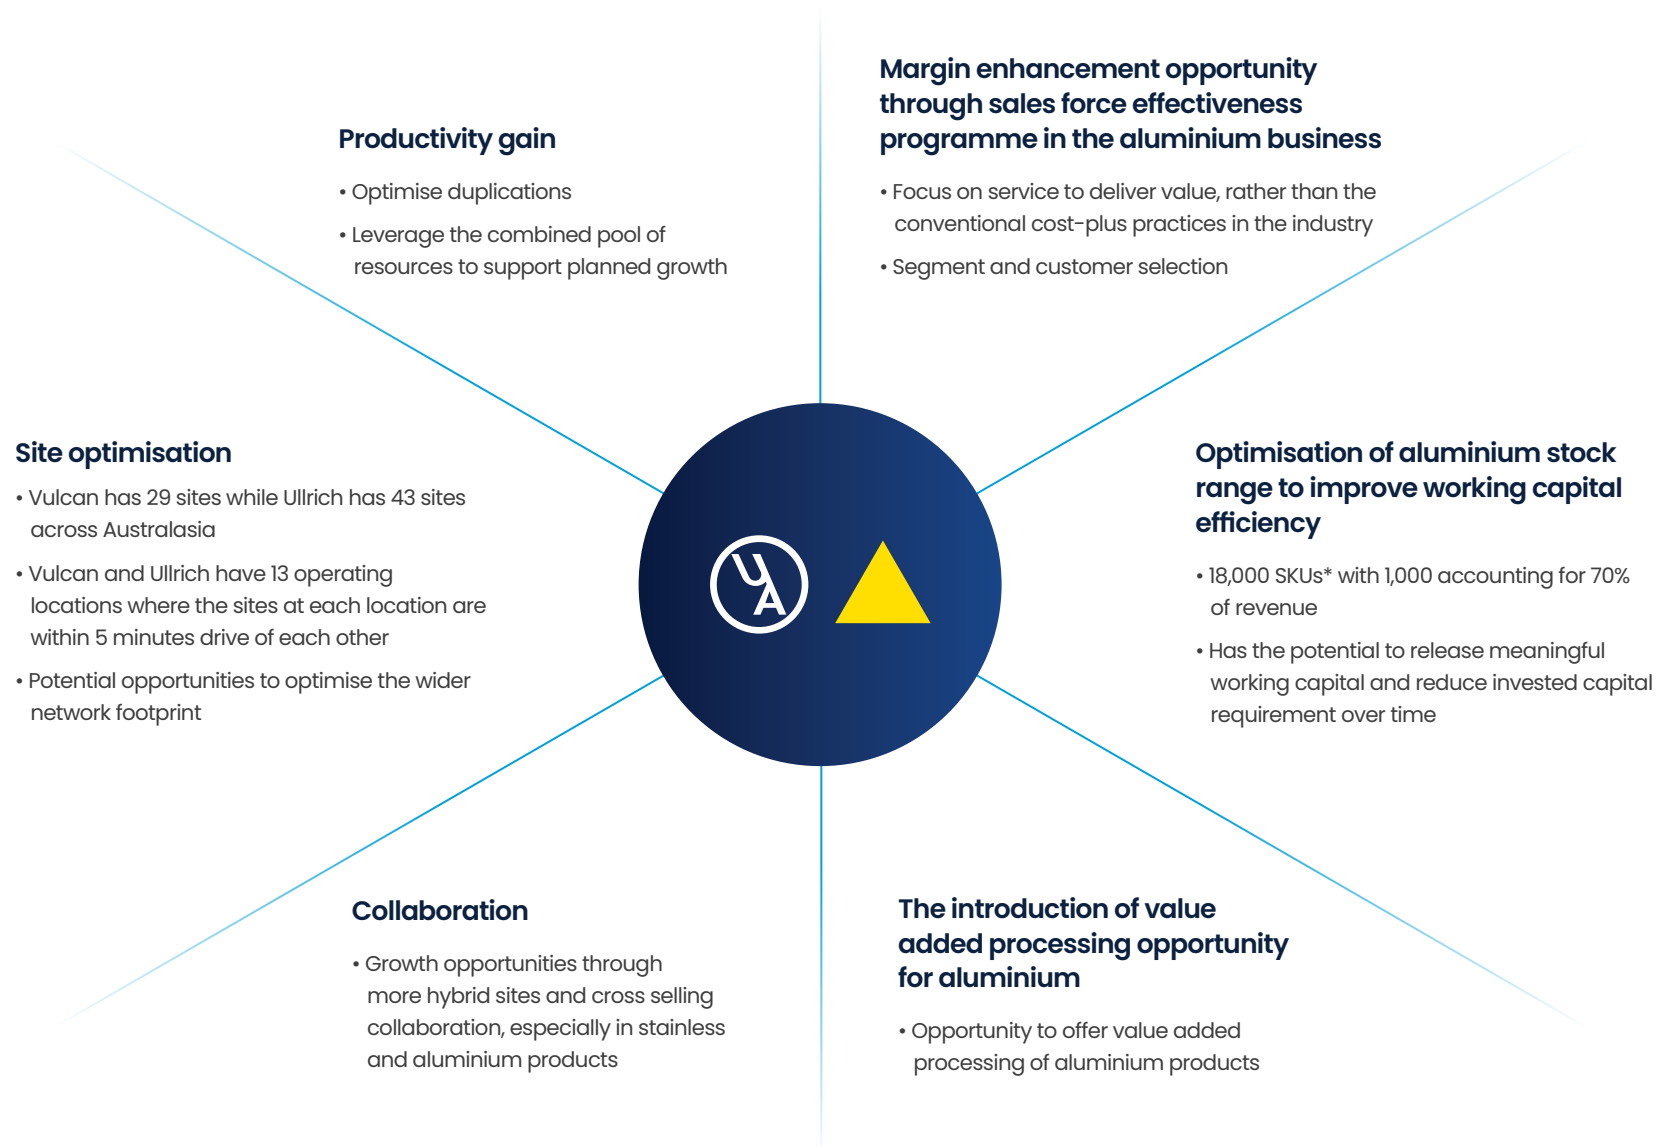 Productivity gain
• Optimise duplications
• Leverage the combined pool of
resources to support planned growth
Margin enhancement opportunity
through sales force effectiveness
programme in the aluminium business
• Focus on service to deliver value, rather than the
conventional cost-plus practices in the industry
• Segment and customer selection
Site optimisation
• Vulcan has 29 sites while Ullrich has 43 sites
across Australasia
• Vulcan and Ullrich have 13 operating
locations where the sites at each location are
within 5 minutes drive of each other
• Potential opportunities to optimise the wider
network footprint
UA
Optimisation of aluminium stock
range to improve working capital
efficiency
• 18,000 SKUs* with 1,000 accounting for 70%
of revenue
• Has the potential to release meaningful
working capital and reduce invested capital
requirement over time
Collaboration
• Growth opportunities through
more hybrid sites and cross selling
collaboration, especially in stainless
and aluminium products
The introduction of value
added processing opportunity
for aluminium
• Opportunity to offer value added
processing of aluminium products